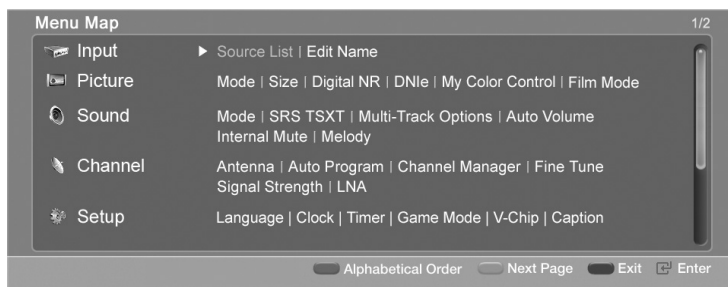 Menu Map 1/2
Input ▶ Source List | Edit Name
Picture Mode | Size | Digital NR | DNIe | My Color Control | Film Mode
Sound Mode | SRS TSXT | Multi-Track Options | Auto Volume
Internal Mute | Melody
Channel Antenna | Auto Program | Channel Manager | Fine Tune
Signal Strength | LNA
Setup Language | Clock | Timer | Game Mode | V-Chip | Caption
Alphabetical Order Next Page Exit Enter